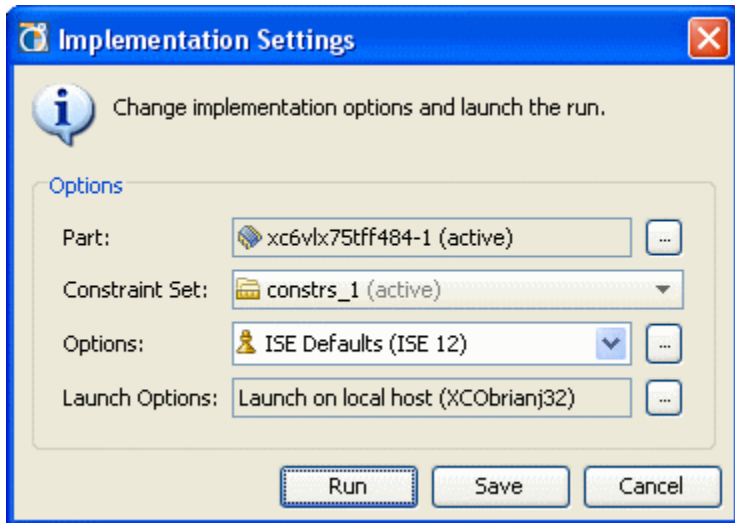 Implementation Settings
Change implementation options and launch the run.
Options
Part: xc6vlx75tff484-1 (active) ...
Constraint Set: constrs_1 (active)
Options: ISE Defaults (ISE 12) ...
Launch Options: Launch on local host (XCObrianj32) ...
Run Save Cancel